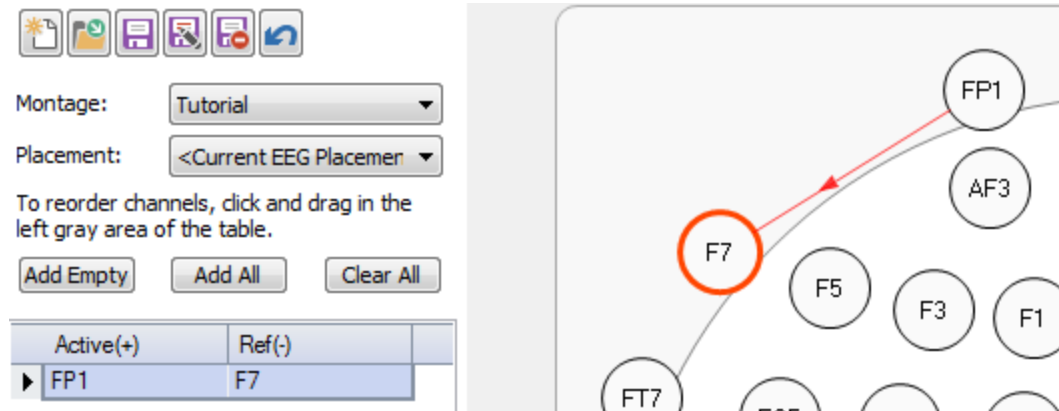 Montage:
Tutorial
Placement:
<Current EEG Placemen
To reorder channels, click and drag in the
left gray area of the table.
Add Empty
Add All
Clear All
Active(+)
Ref(-)
FP1
F7
FP1
AF3
F7
F5
F3
F1
FT7